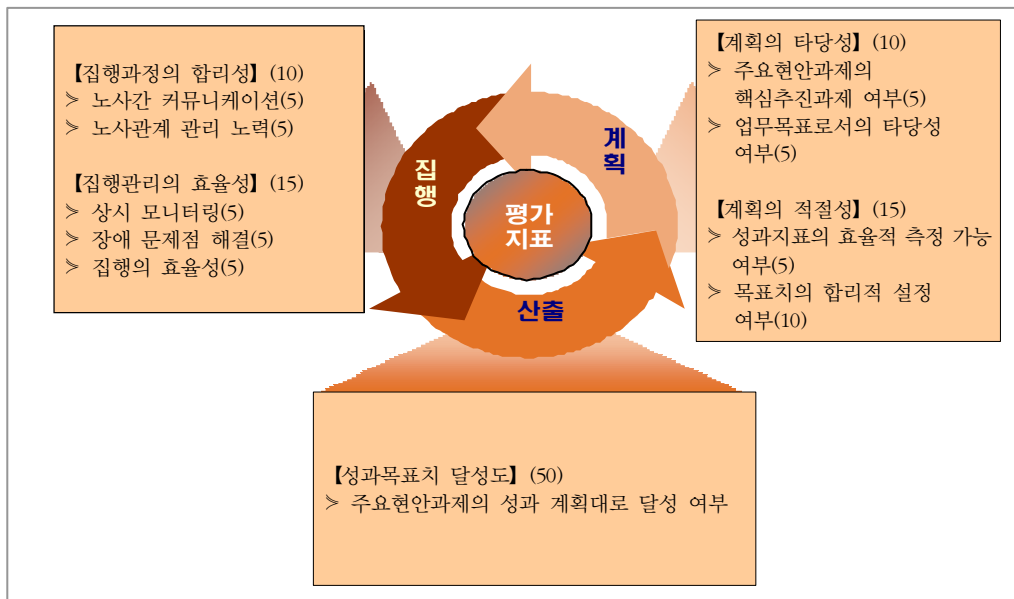 【집행과정의 합리성】(10)
➢ 노사간 커뮤니케이션(5)
➢ 노사관계 관리 노력(5)
【집행관리의 효율성】(15)
➢ 상시 모니터링(5)
➢ 장애 문제점 해결(5)
➢ 집행의 효율성(5)
【계획의 타당성】(10)
➢ 주요현안과제의
핵심추진과제 여부(5)
➢ 업무목표로서의 타당성
여부(5)
【계획의 적절성】(15)
➢ 성과지표의 효율적 측정 가능
여부(5)
➢ 목표치의 합리적 설정
여부(10)
집행
계획
평가
지표
산출
【성과목표치 달성도】(50)
➢ 주요현안과제의 성과 계획대로 달성 여부